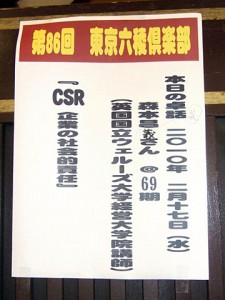 第86回　東京六稜倶楽部
本日の卓話　二〇一〇年　二月十七日（水）
森本昌義さん　@69期
（英国国立ウェルーズ大学経営大学院講師）
『CSR　企業の社会的責任』